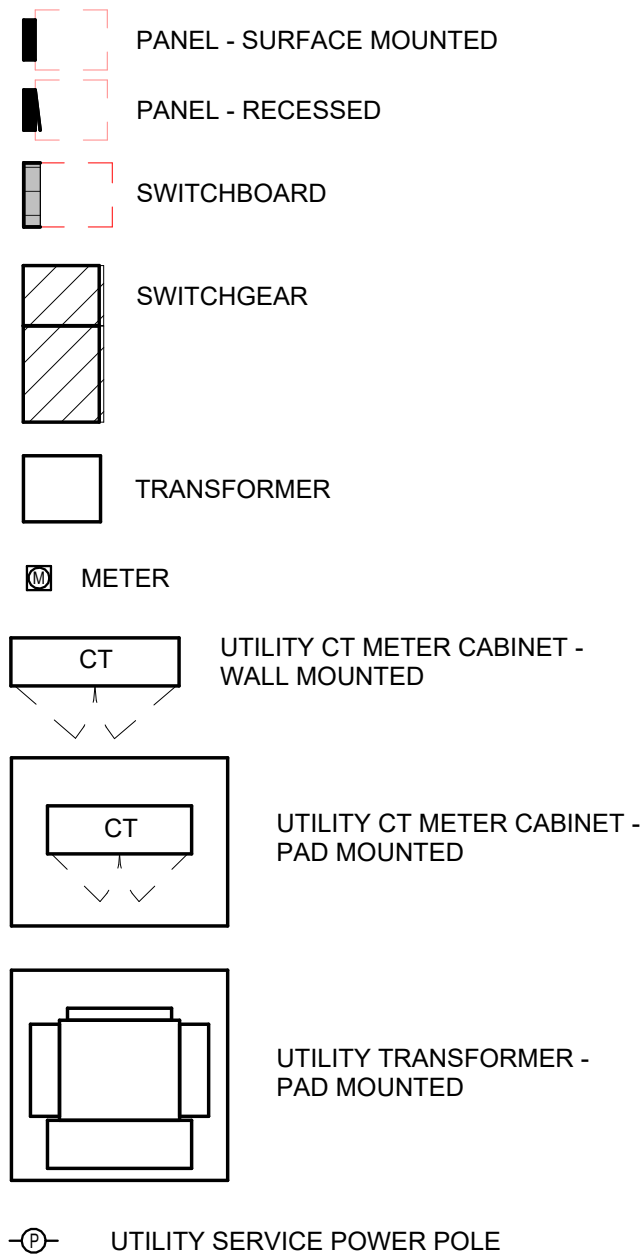 PANEL - SURFACE MOUNTED
PANEL - RECESSED
SWITCHBOARD
SWITCHGEAR
TRANSFORMER
M METER
CT UTILITY CT METER CABINET -
WALL MOUNTED
CT UTILITY CT METER CABINET -
PAD MOUNTED
UTILITY TRANSFORMER -
PAD MOUNTED
P UTILITY SERVICE POWER POLE